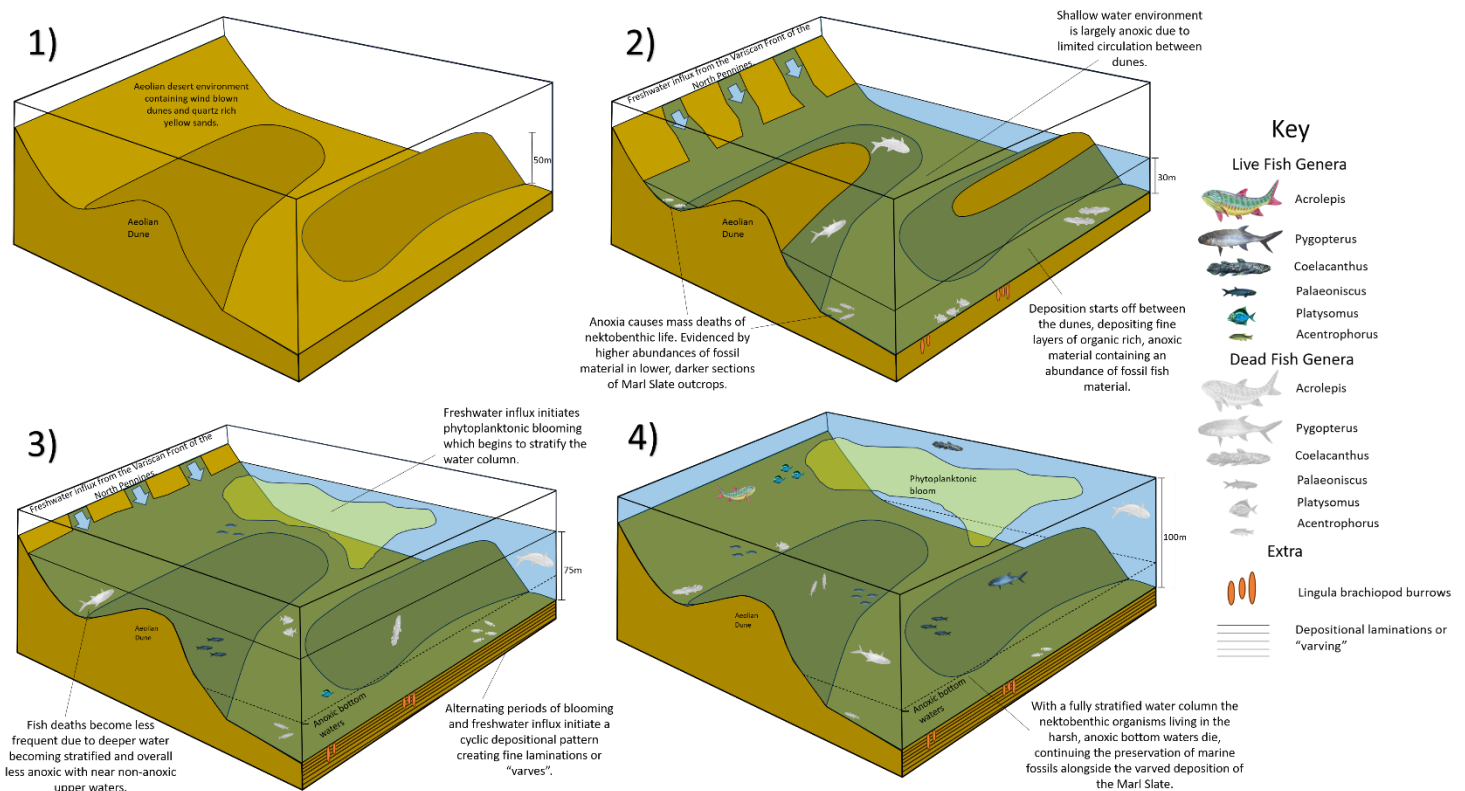 1)
Aeolian desert environment
containing wind blown
dunes and quartz rich
yellow sands.
Aeolian
Dune
50m
2)
Freshwater influx from the Variscan Front of the
North Pennines
Shallow water environment
is largely anoxic due to
limited circulation between
dunes.
30m
Aeolian
Dune
Anoxia causes mass deaths of
nektobenthic life. Evidenced by
higher abundances of fossil
material in lower, darker sections
of Marl Slate outcrops.
Deposition starts off between
the dunes, depositing fine
layers of organic rich, anoxic
material containing an
abundance of fossil fish
material.
3)
Freshwater influx from the Variscan Front of the
North Pennines
Freshwater influx initiates
phytoplanktonic blooming
which begins to stratify the
water column.
75m
Aeolian
Dune
Anoxic bottom
waters
Fish deaths become less
frequent due to deeper water
becoming stratified and overall
less anoxic with near non-anoxic
upper waters.
Alternating periods of blooming
and freshwater influx initiate a
cyclic depositional pattern
creating fine laminations or
“varves”.
4)
Phytoplanktonic
bloom
100m
Aeolian
Dune
Anoxic bottom
waters
With a fully stratified water column the
nektobenthic organisms living in the
harsh, anoxic bottom waters die,
continuing the preservation of marine
fossils alongside the varved deposition of
the Marl Slate.
Key
Live Fish Genera
Acrolepis
Pygopterus
Coelacanthus
Palaeoniscus
Platysomus
Acentrophorus
Dead Fish Genera
Acrolepis
Pygopterus
Coelacanthus
Palaeoniscus
Platysomus
Acentrophorus
Extra
Lingula brachiopod burrows
Depositional laminations or
“varving”